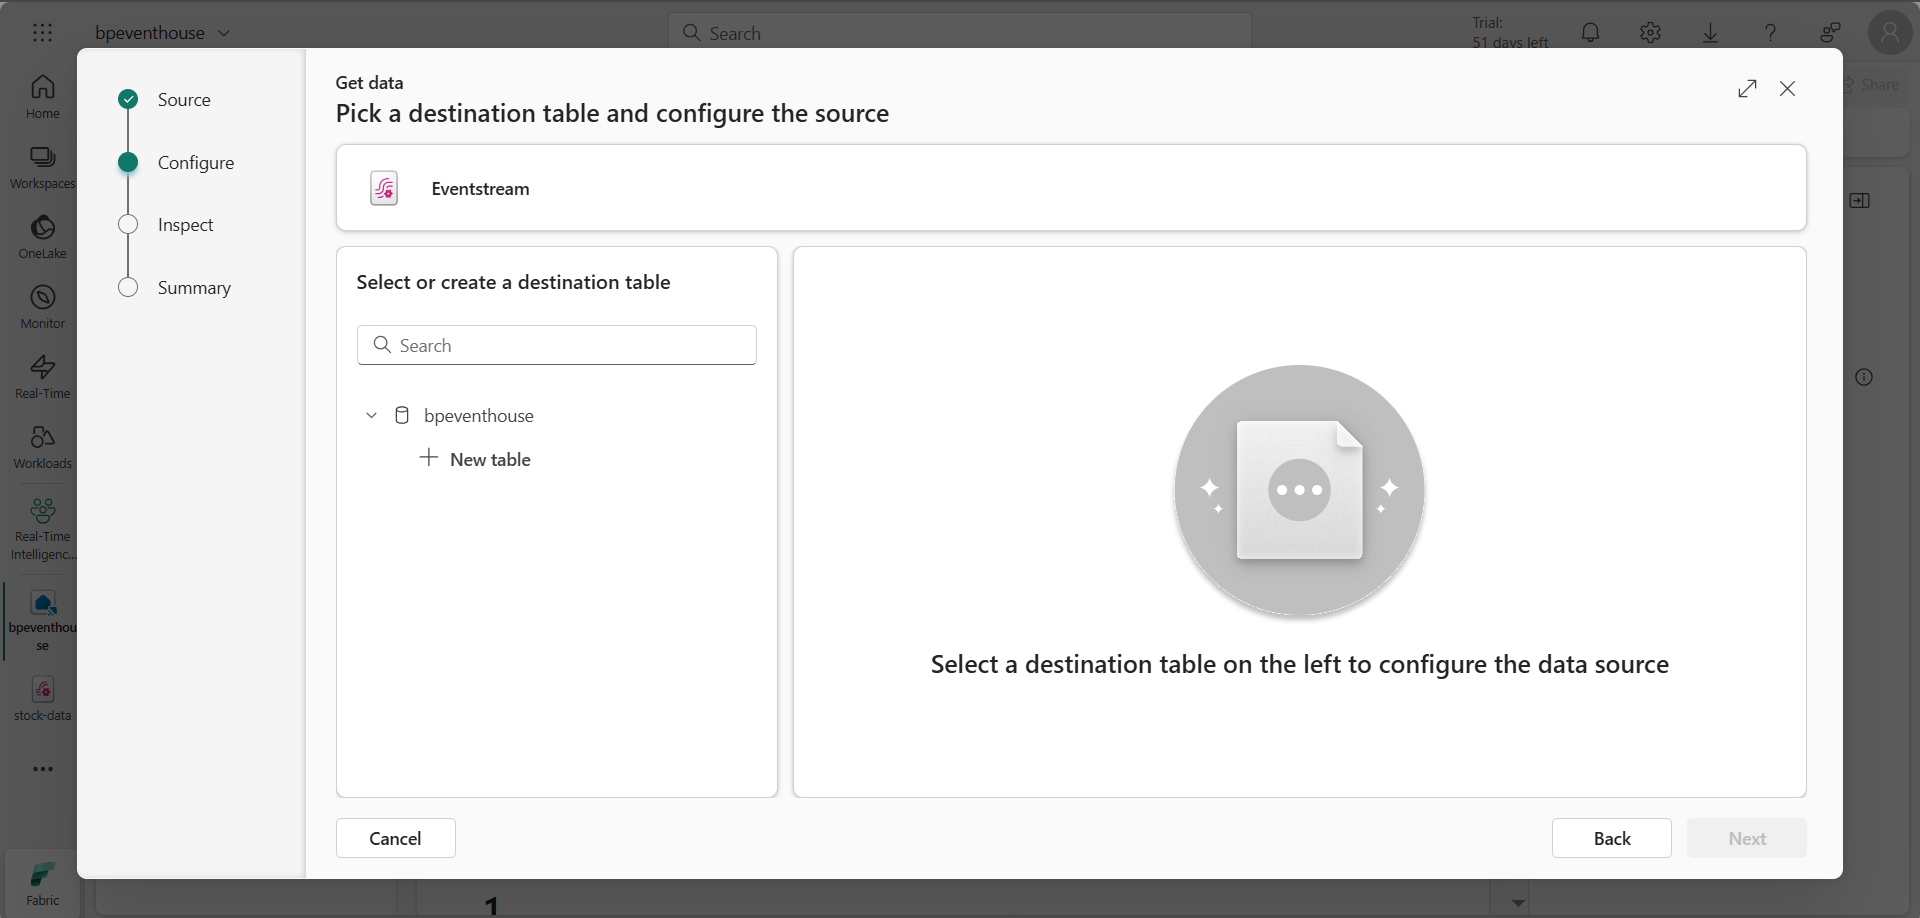 bpeventhouse
Search
Trial:
51 days left
Home
Workspaces
OneLake
Monitor
Real-Time
Workloads
Real-Time
Intelligenc...
bpeventhou
se
stock-data
Fabric
Source
Configure
Inspect
Summary
Get data
Pick a destination table and configure the source
Eventstream
Select or create a destination table
Search
bpeventhouse
New table
Select a destination table on the left to configure the data source
Cancel
Back
Next
Share
1